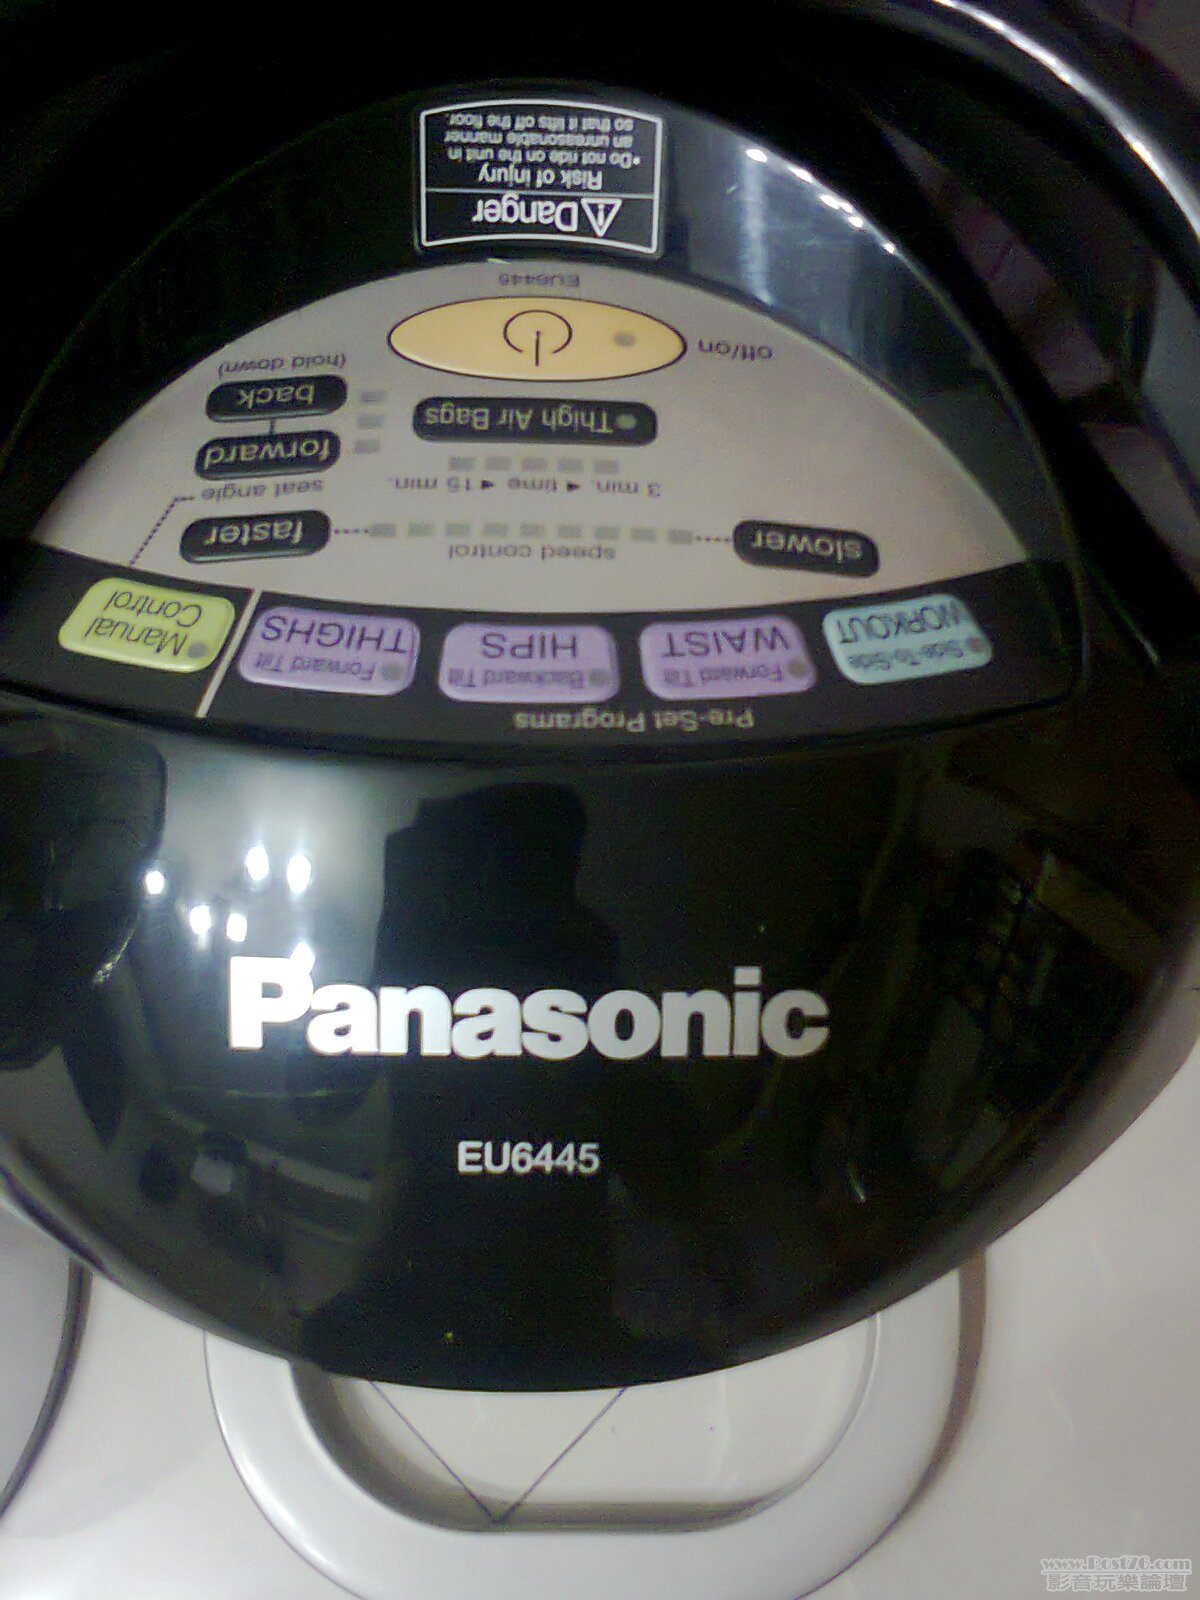 Panasonic
EU6445
Pre-Set Programs
Side-To-Side
WORKOUT
Forward Tilt
WAIST
Backward Tilt
HIPS
Forward Tilt
THIGHS
Manual
Control
slower
speed control
faster
seat angle
forward
back
(hold down)
3 min. ◂ time ◂ 15 min.
Thigh Air Bags
off/on
EU6445
Danger
Risk of injury
•Do not ride on the unit in
an unreasonable manner
so that it lifts off the floor.
www.Post76.com
影音玩樂論壇